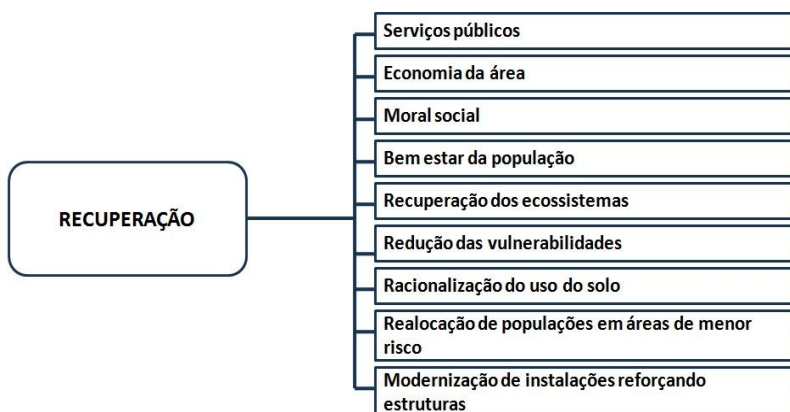 RECUPERAÇÃO
Serviços públicos
Economia da área
Moral social
Bem estar da população
Recuperação dos ecossistemas
Redução das vulnerabilidades
Racionalização do uso do solo
Realocação de populações em áreas de menor
risco
Modernização de instalações reforçando
estruturas